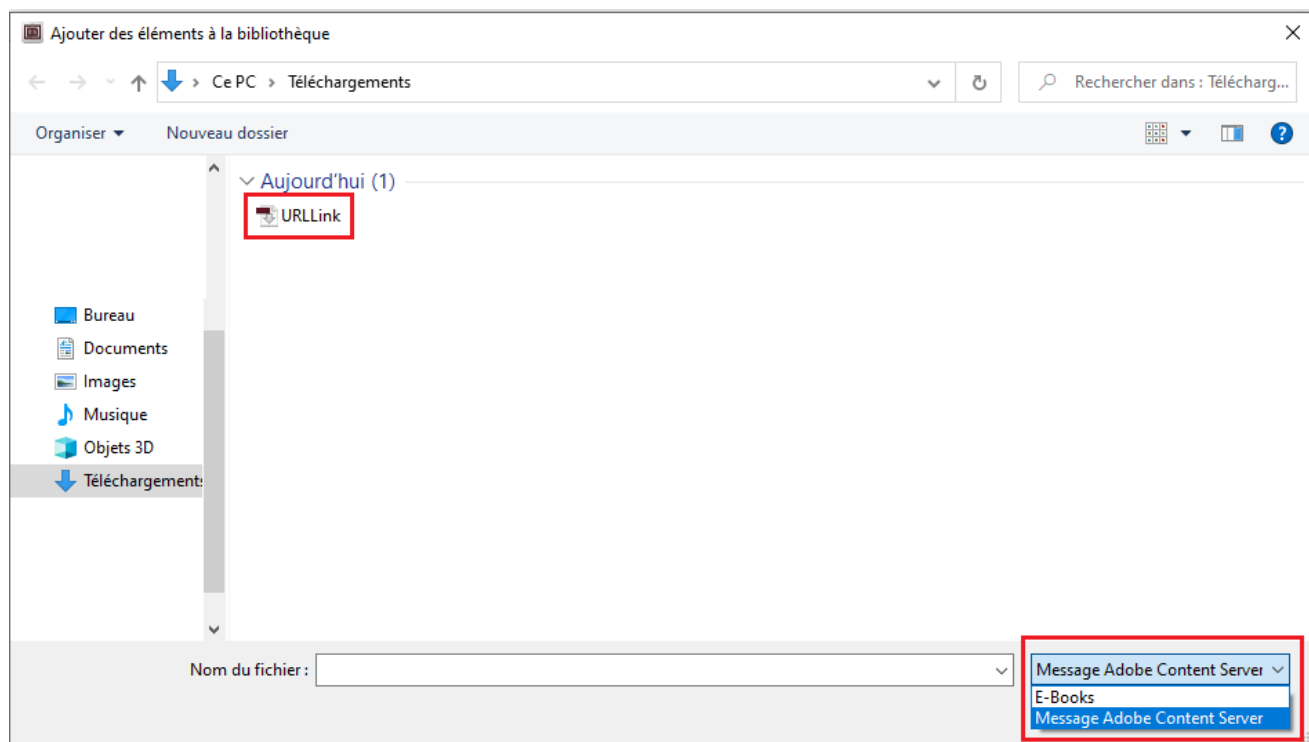 Ajouter des éléments à la bibliothèque
Ce PC > Téléchargements
Rechercher dans : Télécharg...
Organiser
Nouveau dossier
Aujourd'hui (1)
URLLink
Bureau
Documents
Images
Musique
Objets 3D
Téléchargements
Nom du fichier :
Message Adobe Content Server
E-Books
Message Adobe Content Server